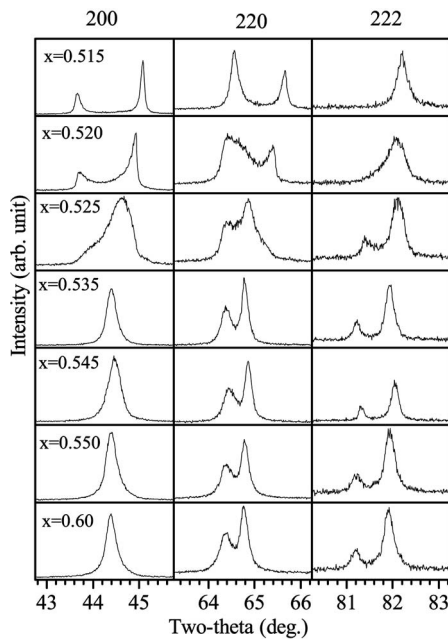 200 220 222
x=0.515
x=0.520
x=0.525
x=0.535
x=0.545
x=0.550
x=0.60
Intensity (arb. unit)
43 44 45 64 65 66 81 82 83
Two-theta (deg.)